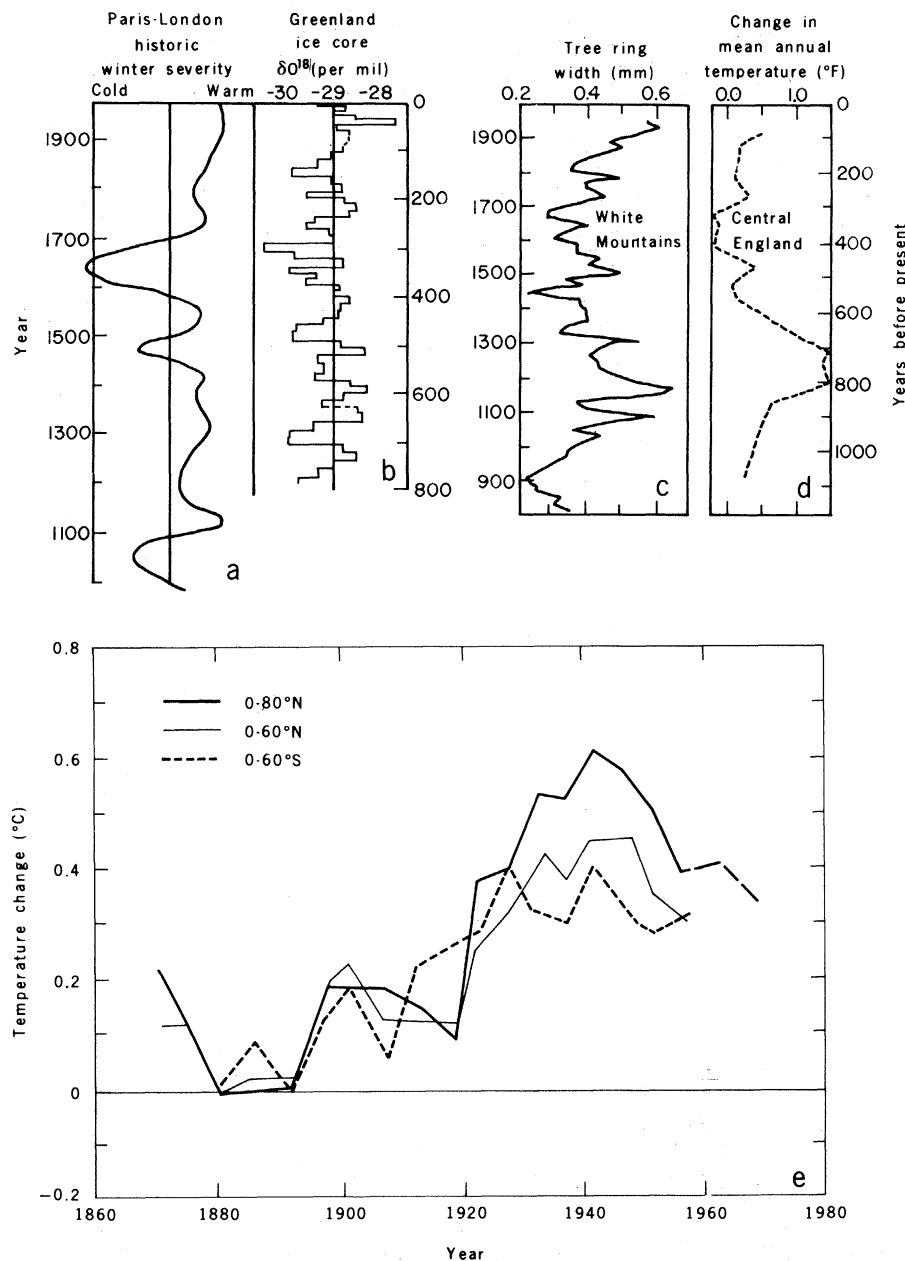 Paris-London
historic
winter severity
Cold Warm
Greenland
ice core
δO¹⁸(per mil)
-30 -29 -28
Tree ring
width (mm)
0.2 0.4 0.6
Change in
mean annual
temperature (°F)
0.0 1.0
Year
1900
1700
1500
1300
1100
a
0
200
400
600
800
b
1900
1700
1500
1300
1100
900
White
Mountains
c
Central
England
d
0
200
400
600
800
1000
Years before present
0.8
0.6
0.4
0.2
0
-0.2
Temperature change (°C)
0-80°N
0-60°N
0-60°S
e
1860 1880 1900 1920 1940 1960 1980
Year